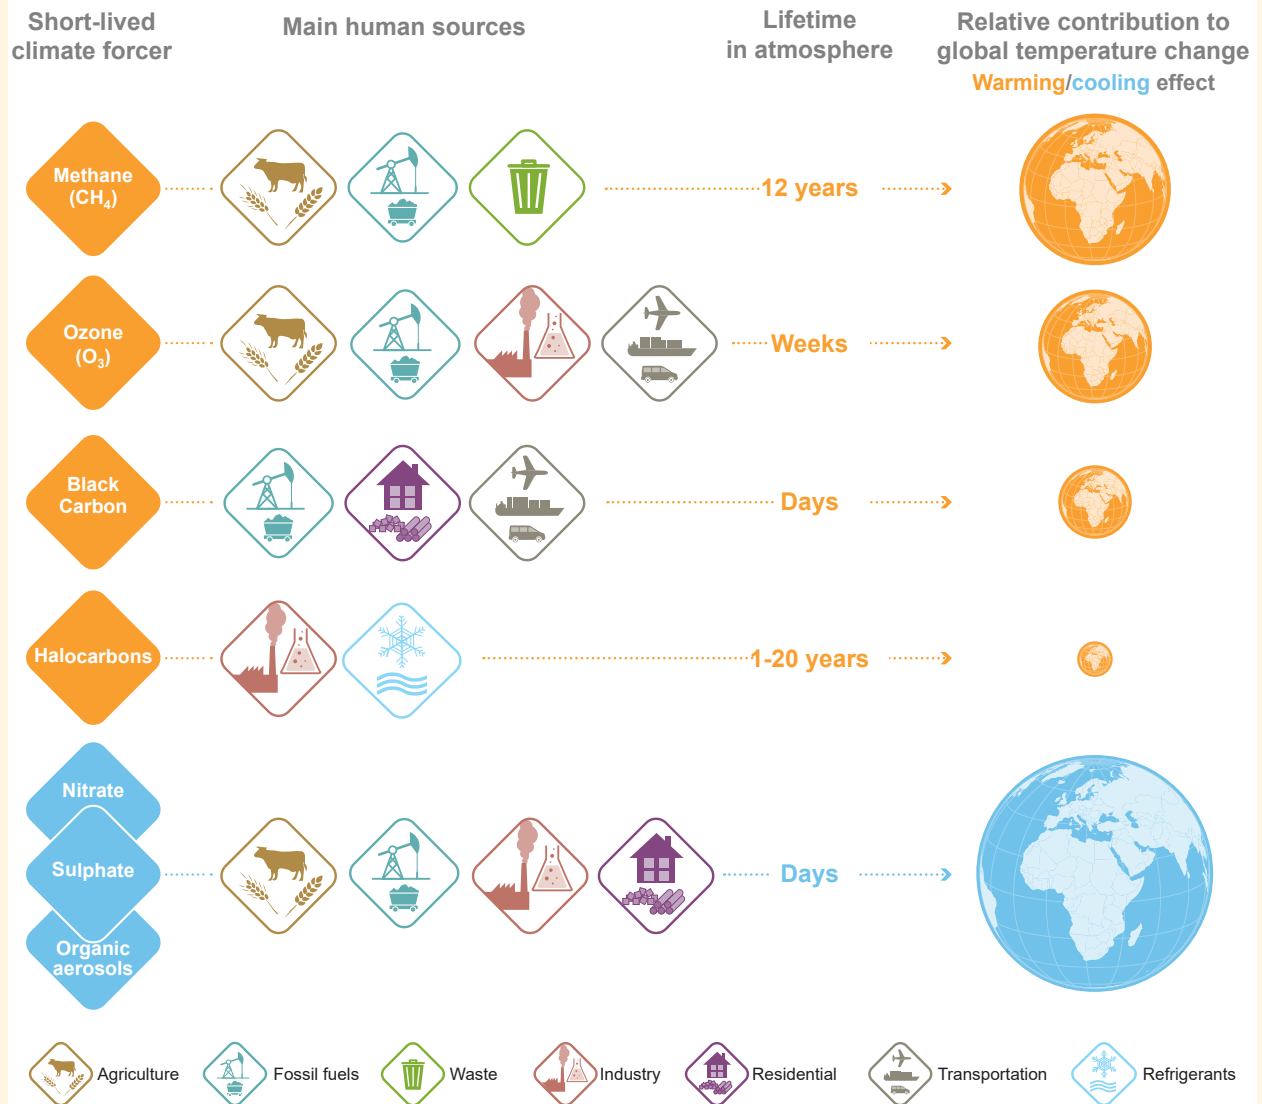 Short-lived
climate forcer
Main human sources
Lifetime
in atmosphere
Relative contribution to
global temperature change
Warming/cooling effect
Methane
(CH₄)
12 years
Ozone
(O₃)
Weeks
Black
Carbon
Days
Halocarbons
1-20 years
Nitrate
Sulphate
Organic
aerosols
Days
Agriculture
Fossil fuels
Waste
Industry
Residential
Transportation
Refrigerants